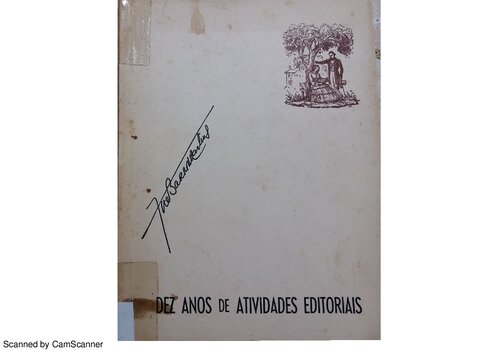 DEZ ANOS DE ATIVIDADES EDITORIAIS
Scanned by CamScanner